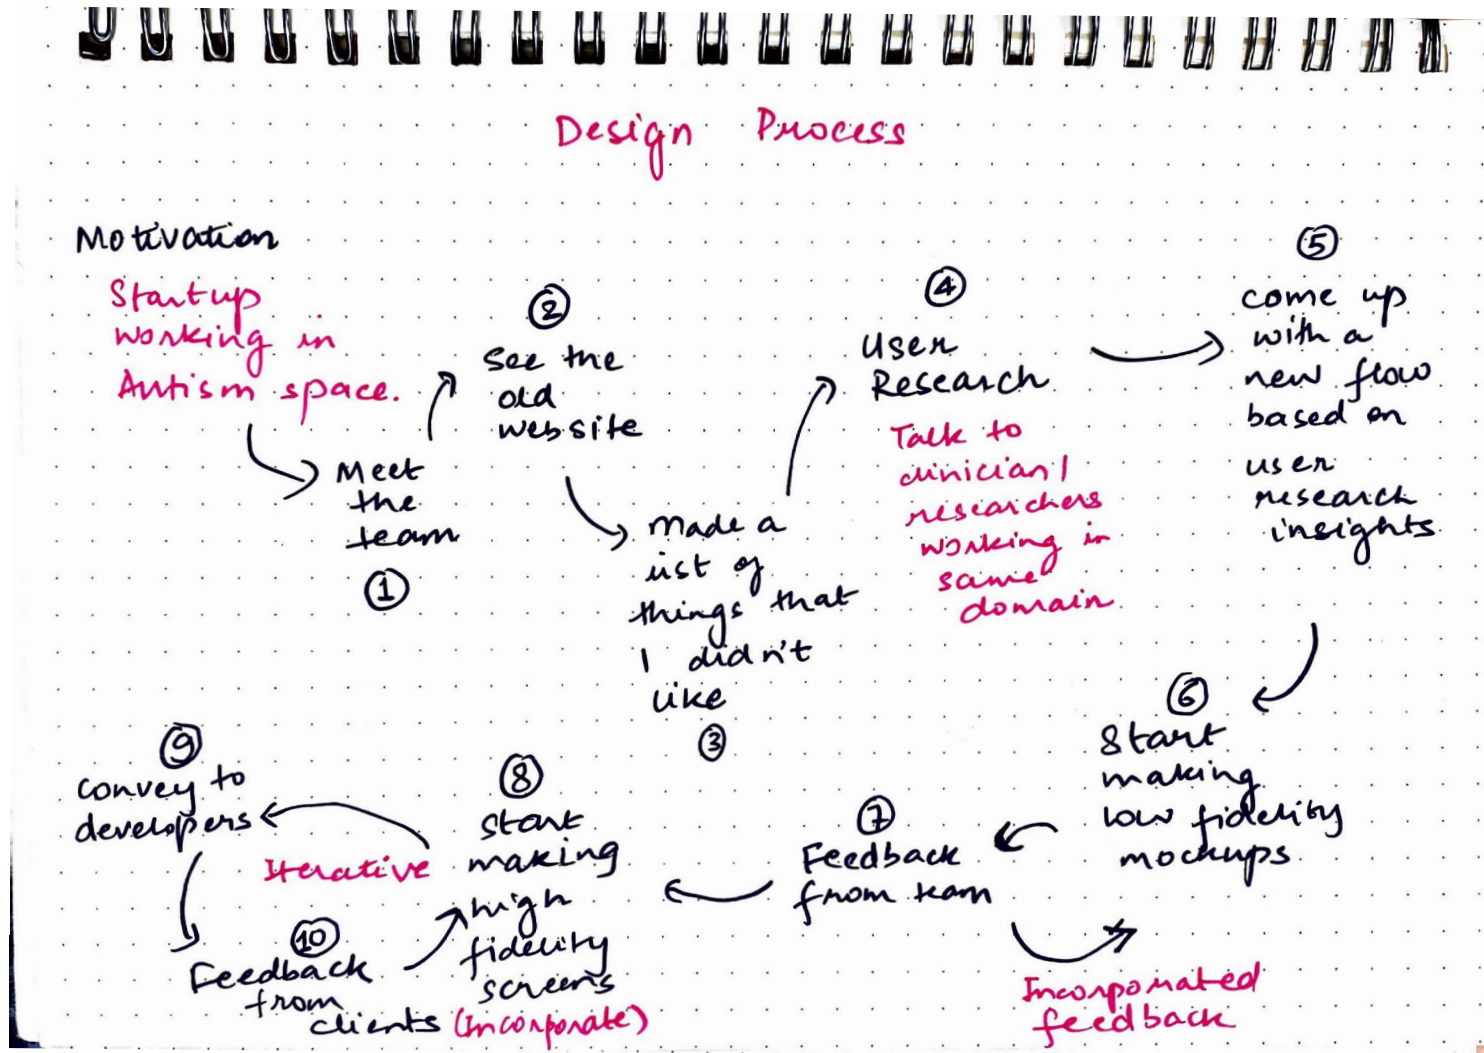 Design Process
Motivation
Startup
working in
Autism space.
Meet
the
team
1
2
See the
old
website
made a
list of
things that
I didn't
like
3
4
User
Research
Talk to
clinician/
researchers
working in
same
domain
5
come up
with a
new flow
based on
user
research
insights
6
Start
making
low fidelity
mockups
7
Feedback
from team
Incorporated
feedback
8
Start
making
high
fidelity
screens
(Incorporate)
9
convey to
developers
Iterative
10
Feedback
from
clients